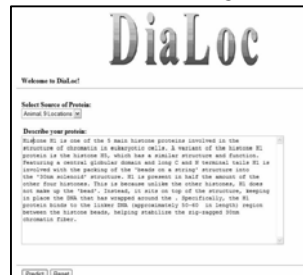 DiaLoc
Welcome to DiaLoc!
Select Source of Protein:
Animal, 9 Locations
Describe your protein:
Histone H1 is one of the 5 main histone proteins involved in the
structure of chromatin in eukaryotic cells. A variant of the histone H1
protein is the histone H5, which has a similar structure and function.
Featuring a central globular domain and long C and N terminal tails H1 is
involved with the packing of the "beads on a string" structure into
the "30nm solenoid" structure. H1 is present in half the amount of the
other four histones. This is because unlike the other histones, H1 does
not make up the "bead". Instead, it sits on top of the structure, keeping
in place the DNA that has wrapped around the . Specifically, the H1
protein binds to the linker DNA (approximately 50-60 in length) region
between the histone beads, helping stabilize the zig-zagged 30nm
chromatin fiber.
Predict Reset